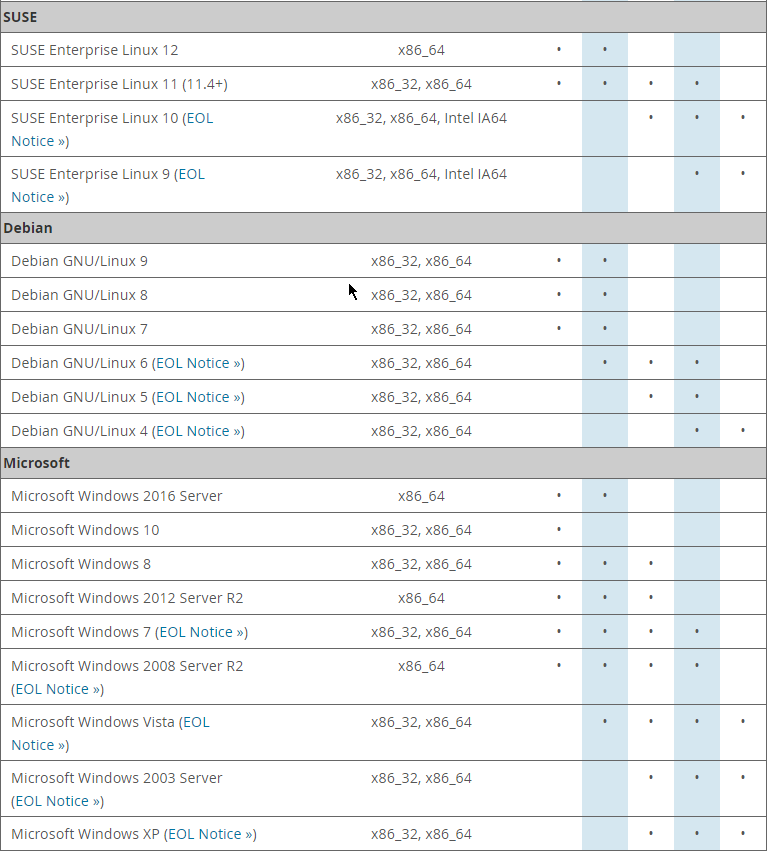 SUSE
SUSE Enterprise Linux 12 x86_64 • •
SUSE Enterprise Linux 11 (11.4+) x86_32, x86_64 • • • •
SUSE Enterprise Linux 10 (EOL x86_32, x86_64, Intel IA64 • • •
Notice »)
SUSE Enterprise Linux 9 (EOL x86_32, x86_64, Intel IA64 • •
Notice »)
Debian
Debian GNU/Linux 9 x86_32, x86_64 • •
Debian GNU/Linux 8 x86_32, x86_64 • •
Debian GNU/Linux 7 x86_32, x86_64 • •
Debian GNU/Linux 6 (EOL Notice ») x86_32, x86_64 • • •
Debian GNU/Linux 5 (EOL Notice ») x86_32, x86_64 • •
Debian GNU/Linux 4 (EOL Notice ») x86_32, x86_64 • •
Microsoft
Microsoft Windows 2016 Server x86_64 • •
Microsoft Windows 10 x86_32, x86_64 •
Microsoft Windows 8 x86_32, x86_64 • • •
Microsoft Windows 2012 Server R2 x86_64 • • •
Microsoft Windows 7 (EOL Notice ») x86_32, x86_64 • • • •
Microsoft Windows 2008 Server R2 x86_64 • • • •
(EOL Notice »)
Microsoft Windows Vista (EOL x86_32, x86_64 • • • •
Notice »)
Microsoft Windows 2003 Server x86_32, x86_64 • • •
(EOL Notice »)
Microsoft Windows XP (EOL Notice ») x86_32, x86_64 • • •